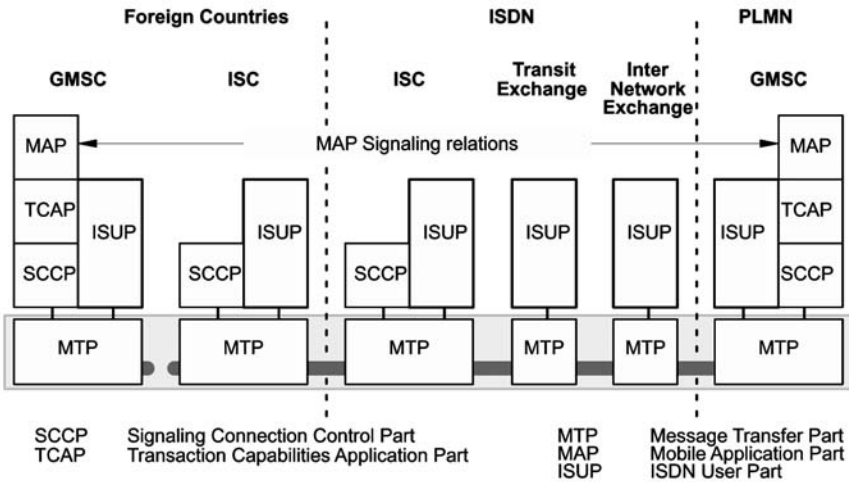 Foreign Countries ISDN PLMN
GMSC ISC ISC Transit Exchange Inter Network Exchange GMSC
MAP MAP Signaling relations MAP
TCAP ISUP ISUP ISUP ISUP ISUP ISUP TCAP
SCCP SCCP SCCP SCCP
MTP MTP MTP MTP MTP MTP
SCCP Signaling Connection Control Part MTP Message Transfer Part
TCAP Transaction Capabilities Application Part MAP Mobile Application Part
ISUP ISDN User Part